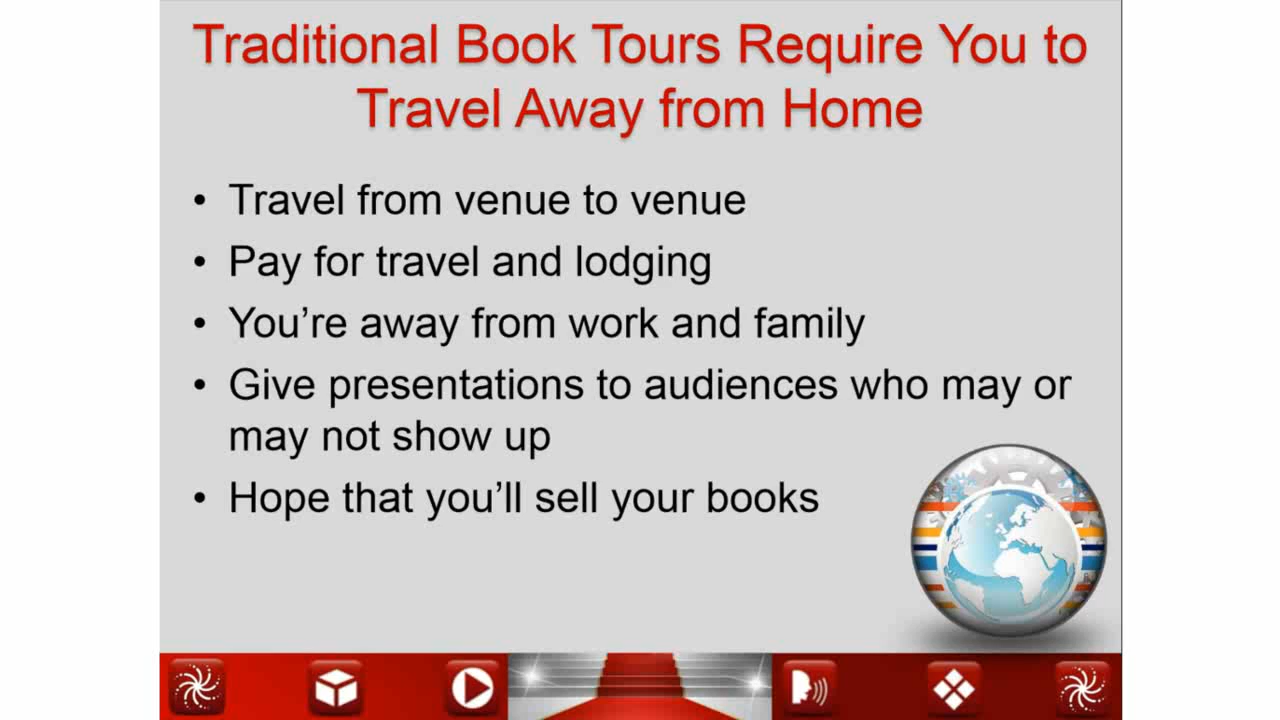 Traditional Book Tours Require You to
Travel Away from Home
• Travel from venue to venue
• Pay for travel and lodging
• You’re away from work and family
• Give presentations to audiences who may or
may not show up
• Hope that you’ll sell your books